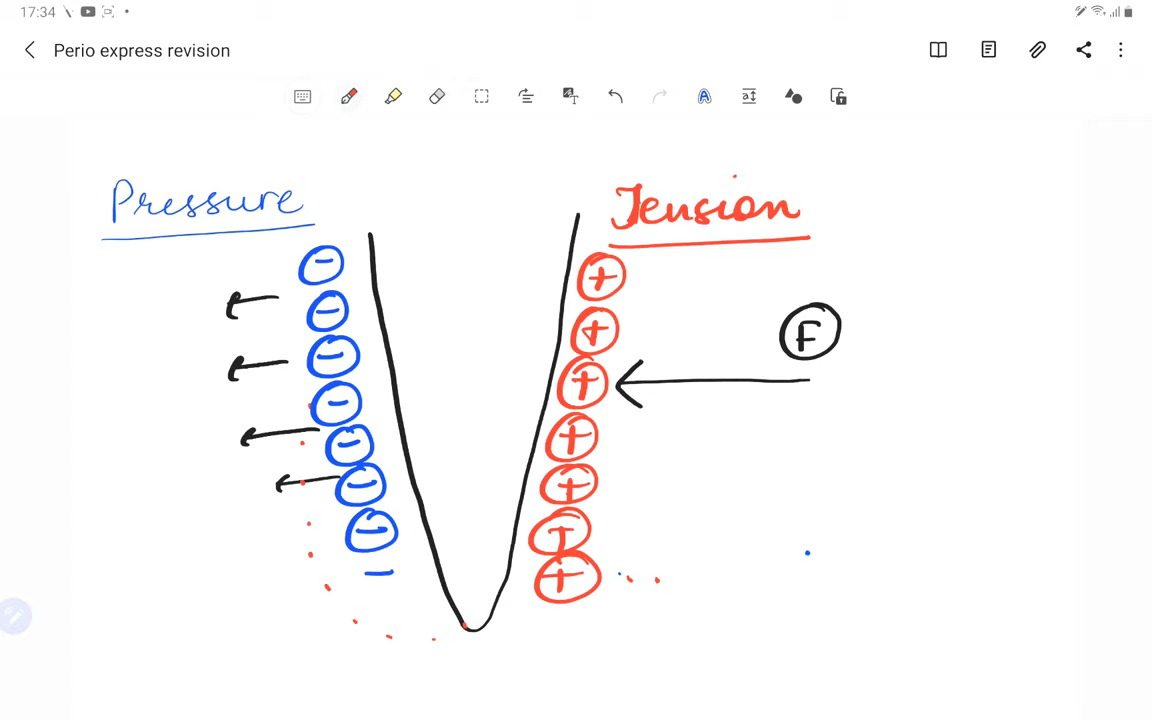 17:34
Perio express revision
Pressure
Tension
F